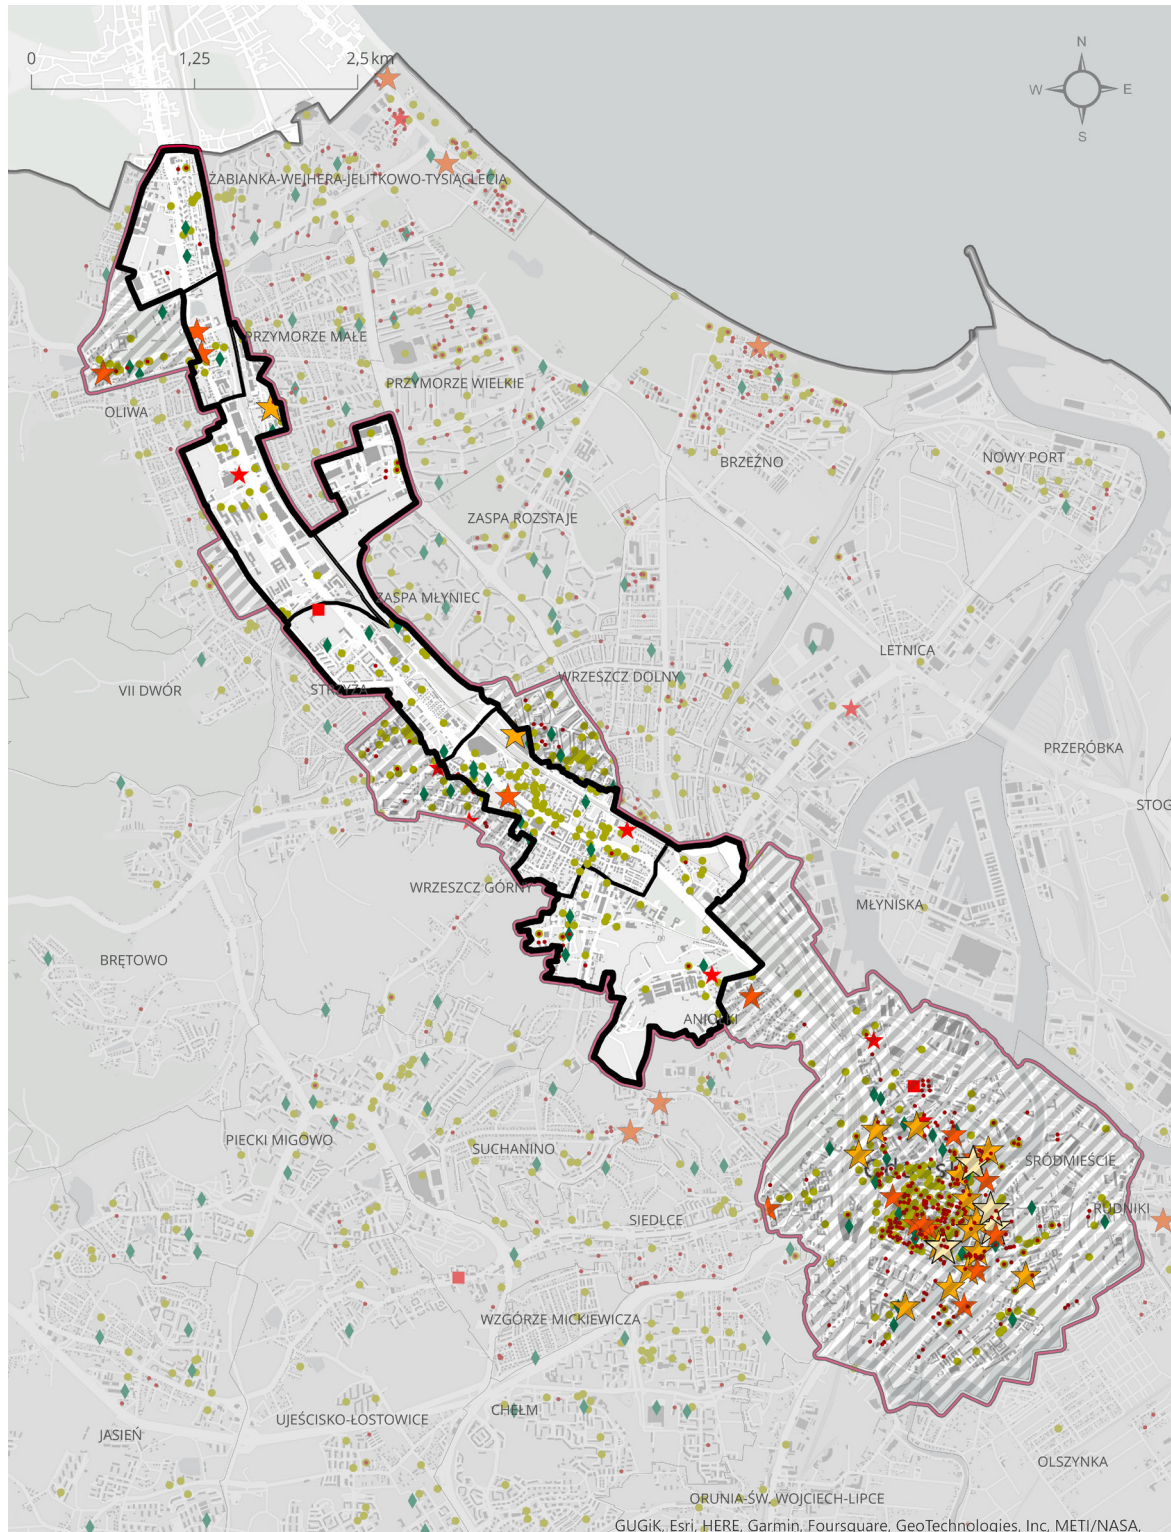 0 1,25 2,5 km
N
W E
S
ŻABIANKA-WEJHERA-JELITKOWO-TYSIĄCLECIA
PRZYMORZE MAŁE
PRZYMORZE WIELKIE
OLIWA
BRZEŹNO
NOWY PORT
ZASPA ROZSTAJE
ZASPA MŁYNIEC
LETNICA
WRZESZCZ DOLNY
VII DWÓR
STRZYŻA
PRZERÓBKA
STOG
WRZESZCZ GÓRNY
MŁYNISKA
BRĘTOWO
ANIOŁKI
PIECKI MIGOWO
SUCHANINO
ŚRÓDMIEŚCIE
SIEDLCE
RUDNIKI
WZGÓRZE MICKIEWICZA
UJEŚCISKO-ŁOSTOWICE
CHEŁM
JASIEŃ
OLSZYNKA
ORUNIA-ŚW. WOJCIECH-LIPCE
GUGiK, Esri, HERE, Garmin, Foursquare, GeoTechnologies, Inc, METI/NASA,